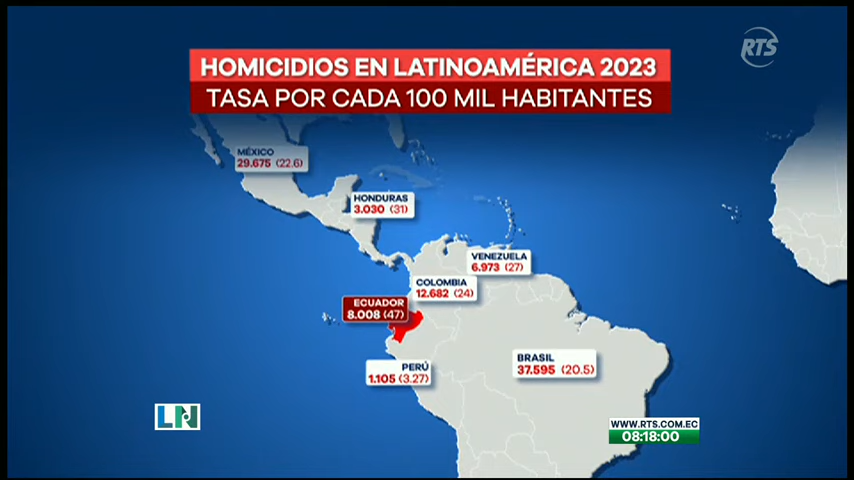 RTS
HOMICIDIOS EN LATINOAMÉRICA 2023
TASA POR CADA 100 MIL HABITANTES
MÉXICO
29.675 (22.6)
HONDURAS
3.030 (31)
VENEZUELA
6.973 (27)
COLOMBIA
12.682 (24)
ECUADOR
8.008 (47)
BRASIL
37.595 (20.5)
PERÚ
1.105 (3.27)
LN
WWW.RTS.COM.EC
08:18:00